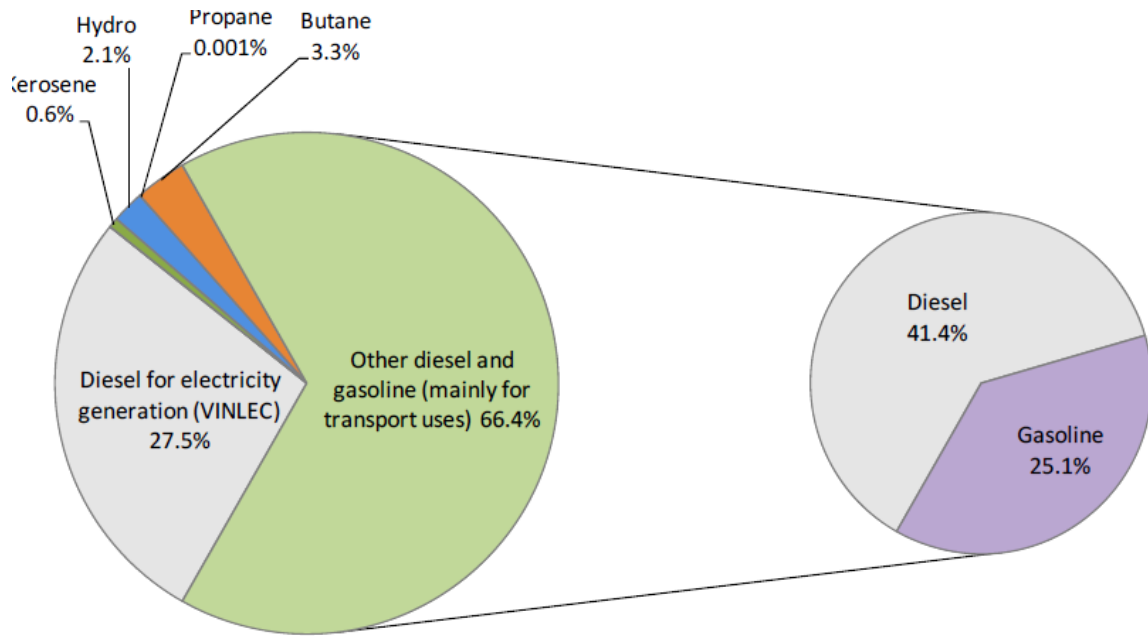 Hydro
2.1%
Propane
0.001%
Butane
3.3%
Kerosene
0.6%
Diesel for electricity
generation (VINLEC)
27.5%
Other diesel and
gasoline (mainly for
transport uses) 66.4%
Diesel
41.4%
Gasoline
25.1%